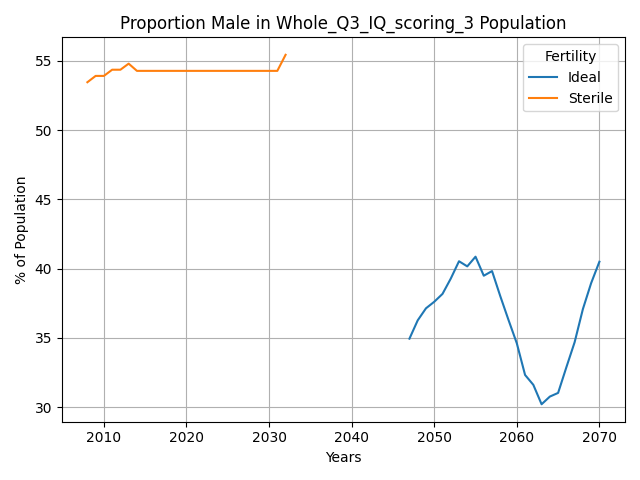 Proportion Male in Whole_Q3_IQ_scoring_3 Population
Fertility
Ideal
Sterile
% of Population
55
50
45
40
35
30
2010
2020
2030
2040
2050
2060
2070
Years